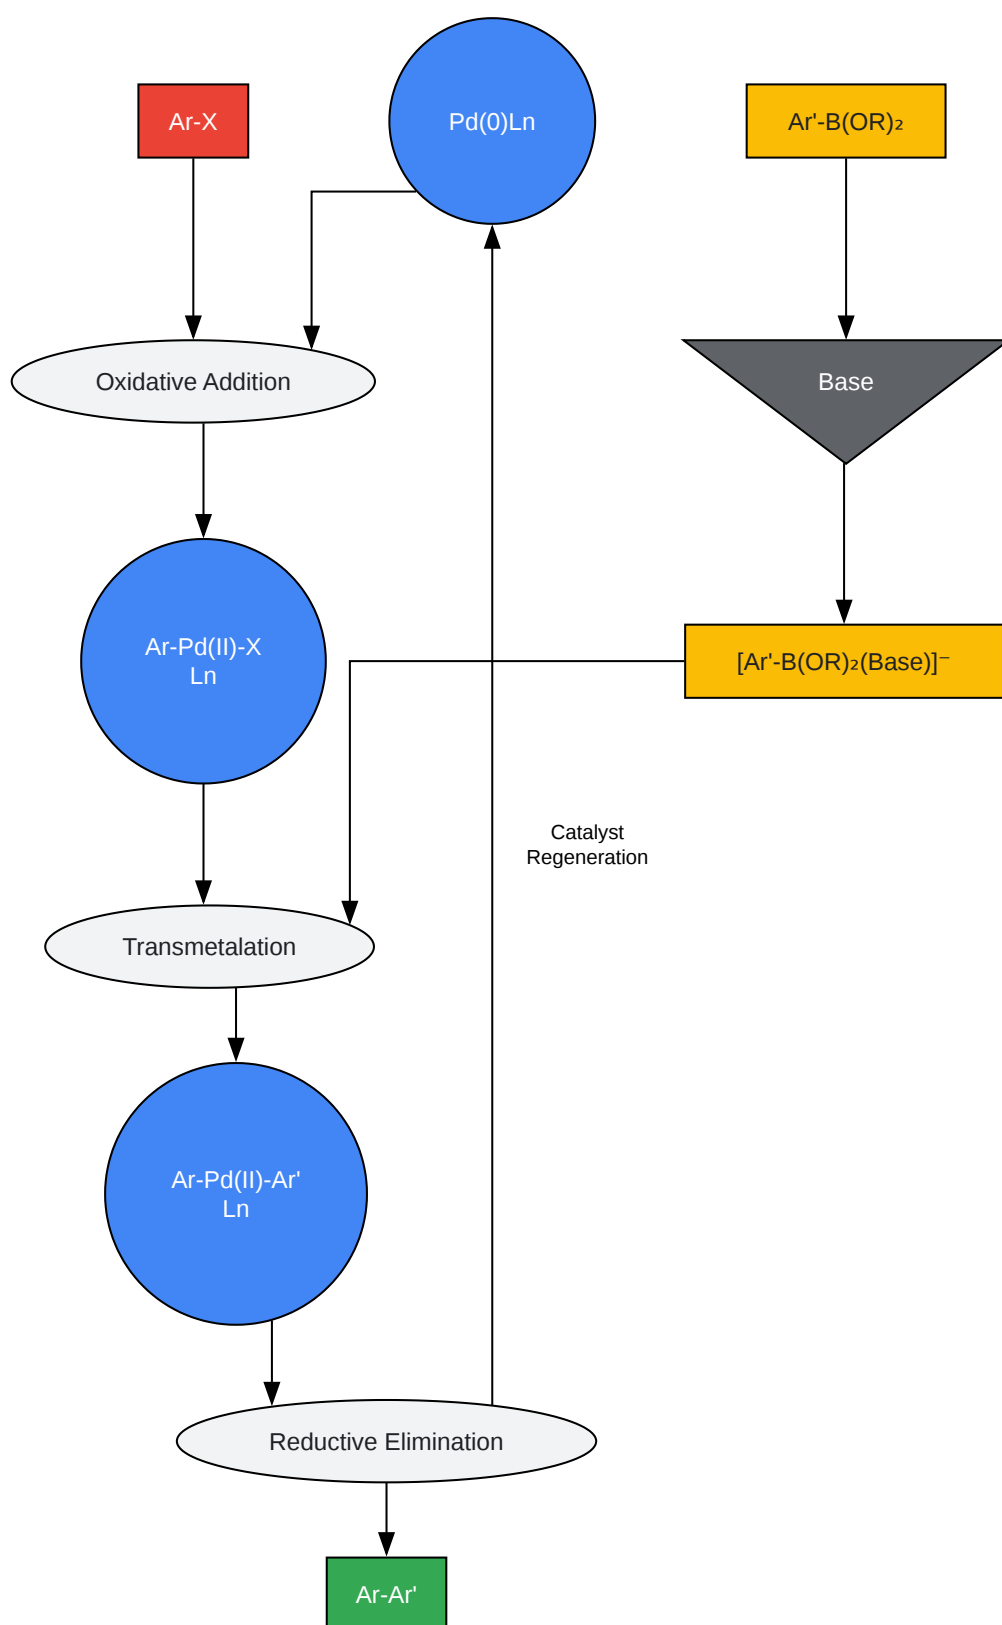 Ar-X
Pd(0)Ln
Ar'-B(OR)₂
Oxidative Addition
Base
Ar-Pd(II)-X
Ln
[Ar'-B(OR)₂(Base)]⁻
Catalyst
Regeneration
Transmetalation
Ar-Pd(II)-Ar'
Ln
Reductive Elimination
Ar-Ar'